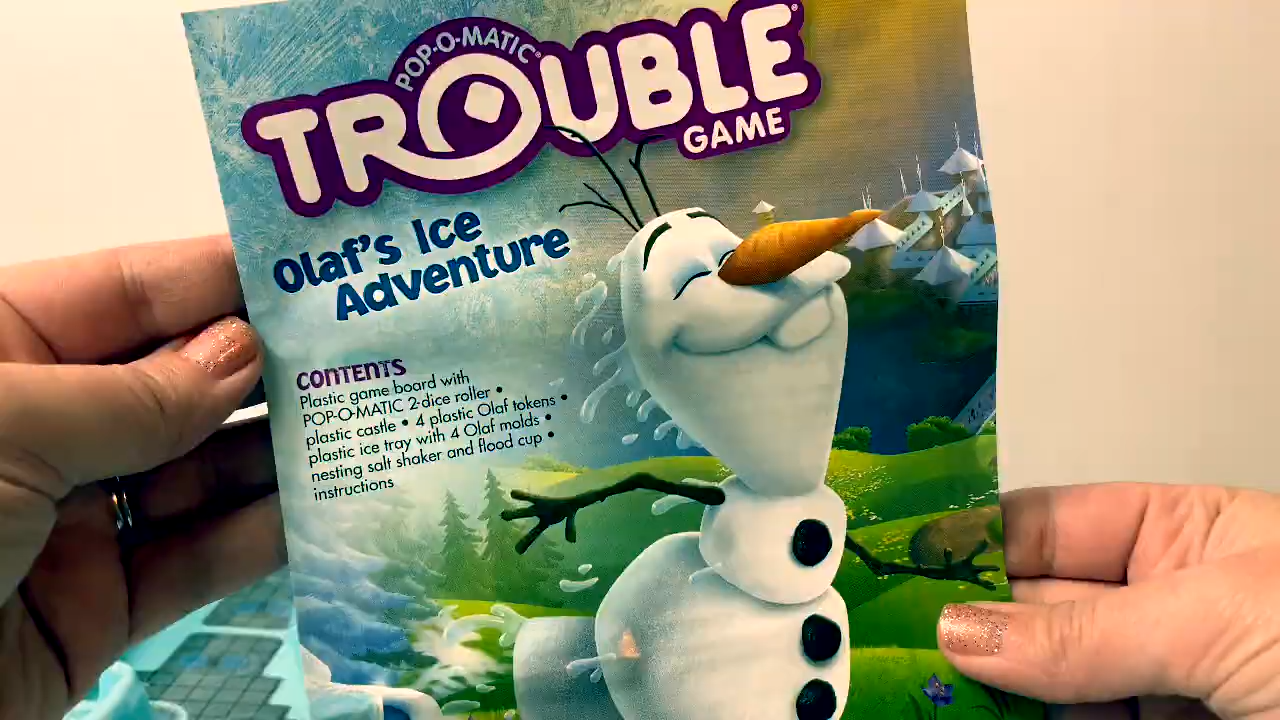 POP-O-MATIC®
TROUBLE®
GAME
Olaf's Ice
Adventure
CONTENTS
Plastic game board with
POP-O-MATIC 2-dice roller •
plastic castle • 4 plastic Olaf tokens •
plastic ice tray with 4 Olaf molds •
nesting salt shaker and flood cup •
instructions